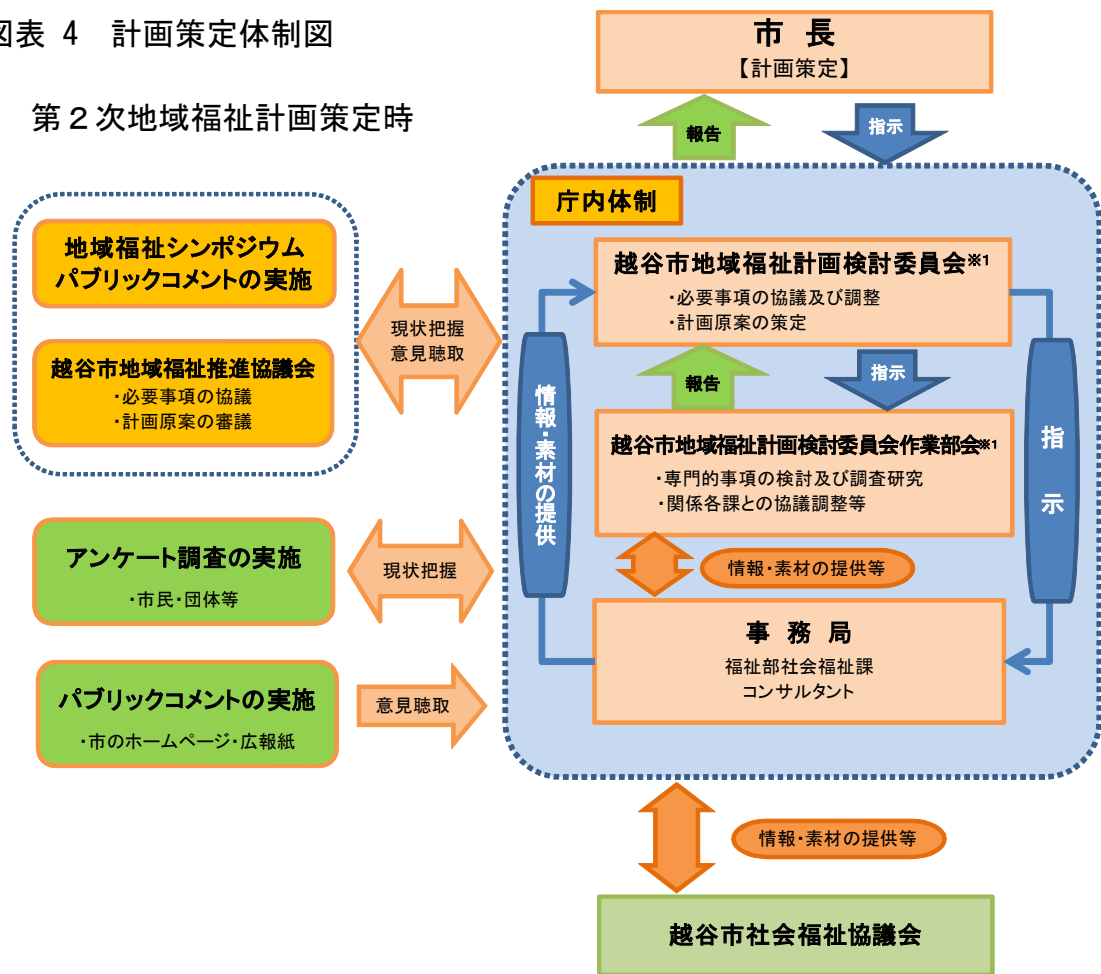 図表 4 計画策定体制図
第２次地域福祉計画策定時
市 長
【計画策定】
報告
指示
庁内体制
地域福祉シンポジウム
パブリックコメントの実施
越谷市地域福祉推進協議会
・必要事項の協議
・計画原案の審議
現状把握
意見聴取
越谷市地域福祉計画検討委員会※1
・必要事項の協議及び調整
・計画原案の策定
報告
指示
情報・素材の提供
指 示
越谷市地域福祉計画検討委員会作業部会※1
・専門的事項の検討及び調査研究
・関係各課との協議調整等
情報・素材の提供等
アンケート調査の実施
・市民・団体等
現状把握
事 務 局
福祉部社会福祉課
コンサルタント
パブリックコメントの実施
・市のホームページ・広報紙
意見聴取
情報・素材の提供等
越谷市社会福祉協議会